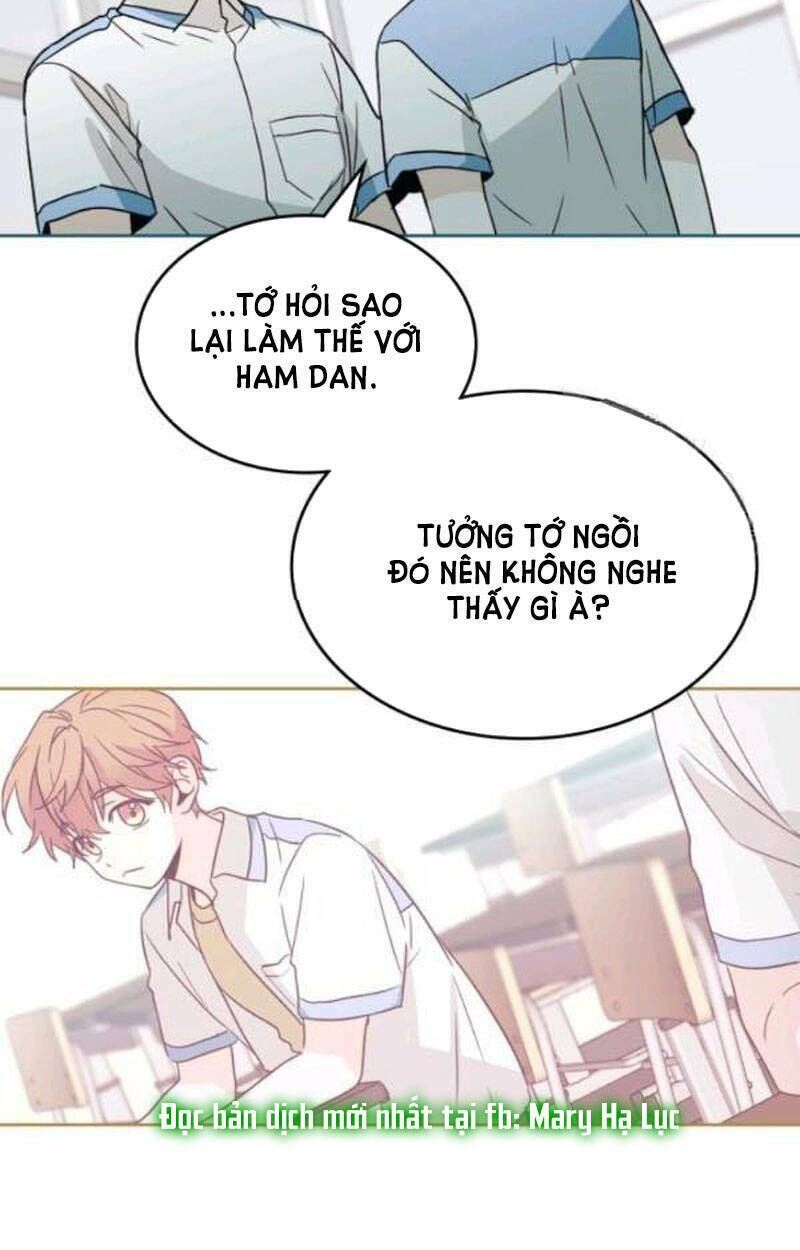 ...TỚ HỎI SAO
LẠI LÀM THẾ VỚI
HAM DAN.
TƯỞNG TỚ NGỒI
ĐÓ NÊN KHÔNG NGHE
THẤY GÌ À?
Đọc bản dịch mới nhất tại fb: Mary Hạ Lục